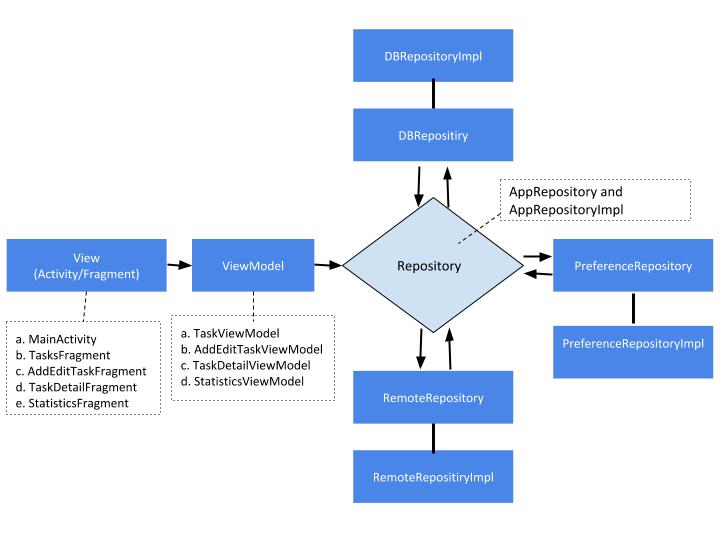 DBRepositoryImpl
DBRepositiry
AppRepository and
AppRepositoryImpl
View
(Activity/Fragment)
ViewModel
Repository
PreferenceRepository
PreferenceRepositoryImpl
a. MainActivity
b. TasksFragment
c. AddEditTaskFragment
d. TaskDetailFragment
e. StatisticsFragment
a. TaskViewModel
b. AddEditTaskViewModel
c. TaskDetailViewModel
d. StatisticsViewModel
RemoteRepository
RemoteRepositiryImpl